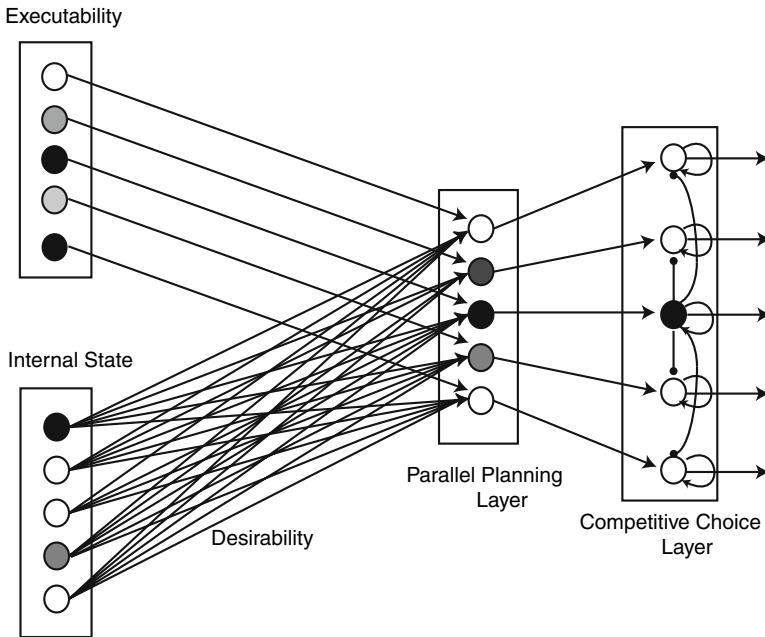 Executability
Internal State
Desirability
Parallel Planning
Layer
Competitive Choice
Layer